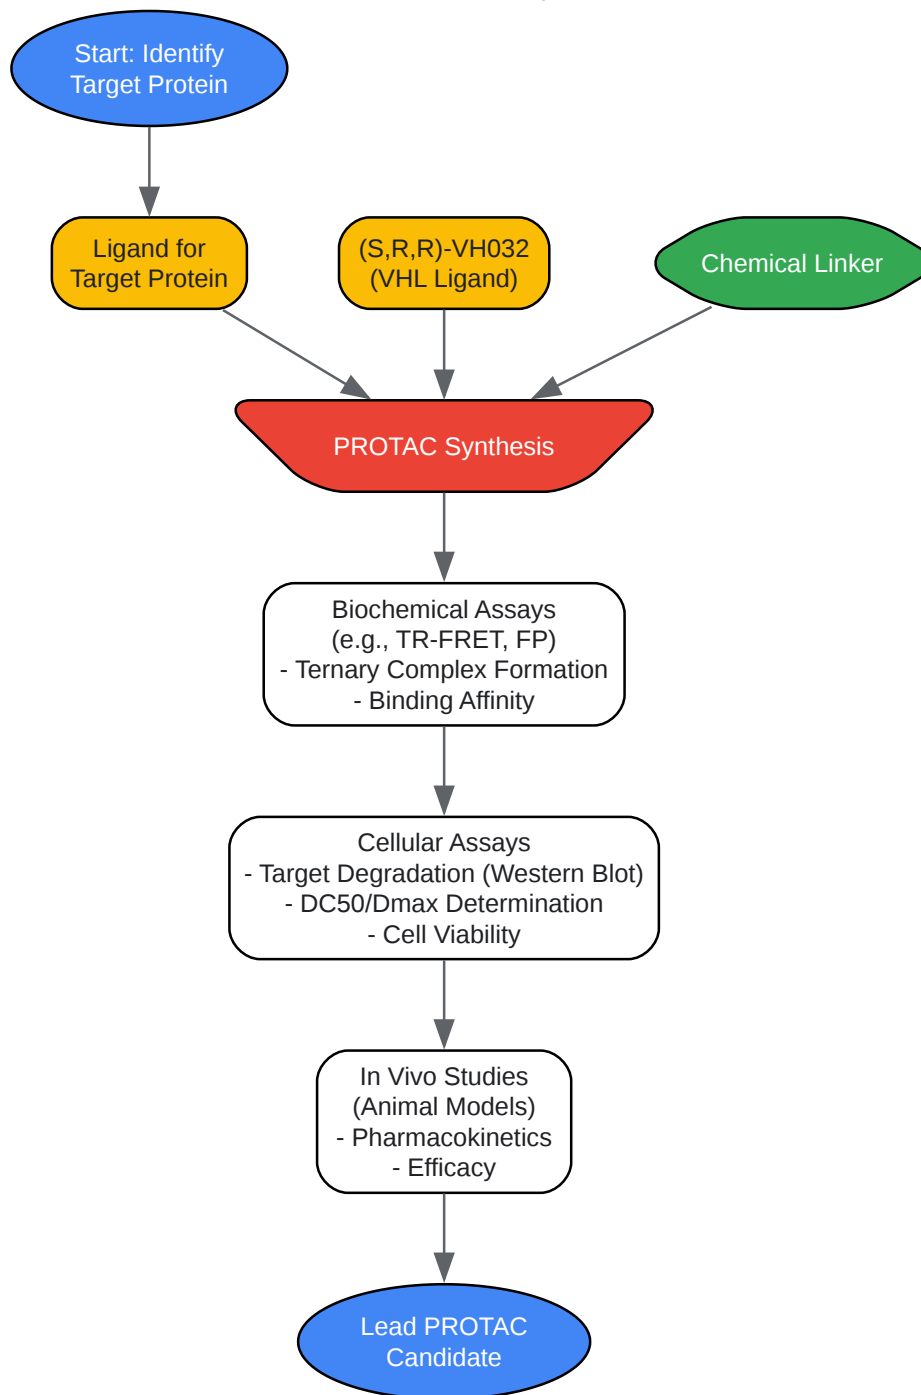 Start: Identify
Target Protein
Ligand for
Target Protein
(S,R,R)-VH032
(VHL Ligand)
Chemical Linker
PROTAC Synthesis
Biochemical Assays
(e.g., TR-FRET, FP)
- Ternary Complex Formation
- Binding Affinity
Cellular Assays
- Target Degradation (Western Blot)
- DC50/Dmax Determination
- Cell Viability
In Vivo Studies
(Animal Models)
- Pharmacokinetics
- Efficacy
Lead PROTAC
Candidate